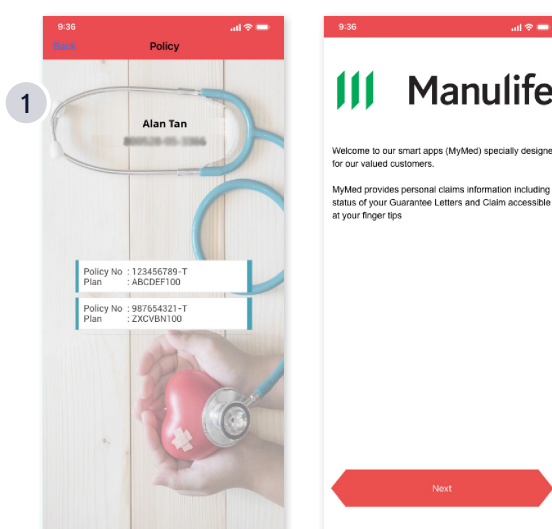 9:36
Back
Policy
1
Alan Tan
Policy No : 123456789-T
Plan : ABCDEF100
Policy No : 987654321-T
Plan : ZXCVBN100
9:36
Manulife
Welcome to our smart apps (MyMed) specially designe
for our valued customers.
MyMed provides personal claims information including
status of your Guarantee Letters and Claim accessible
at your finger tips
Next